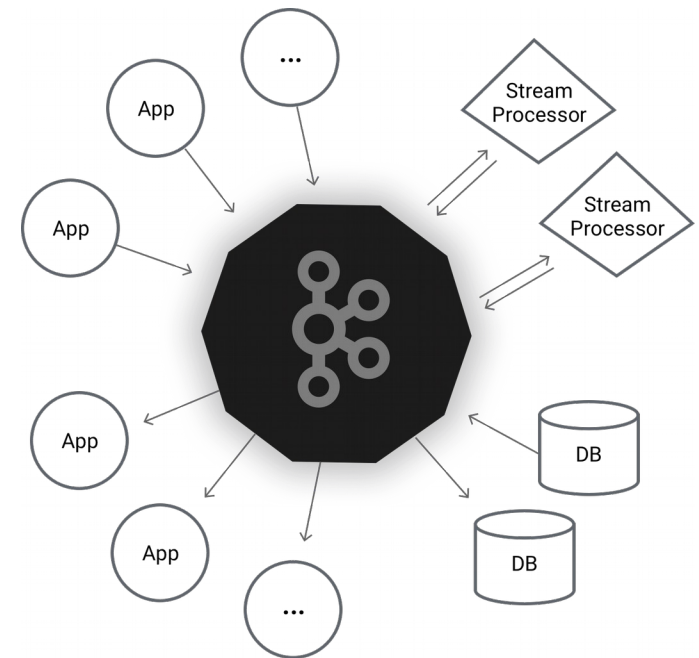 ...
App
App
Stream
Processor
Stream
Processor
App
App
...
DB
DB